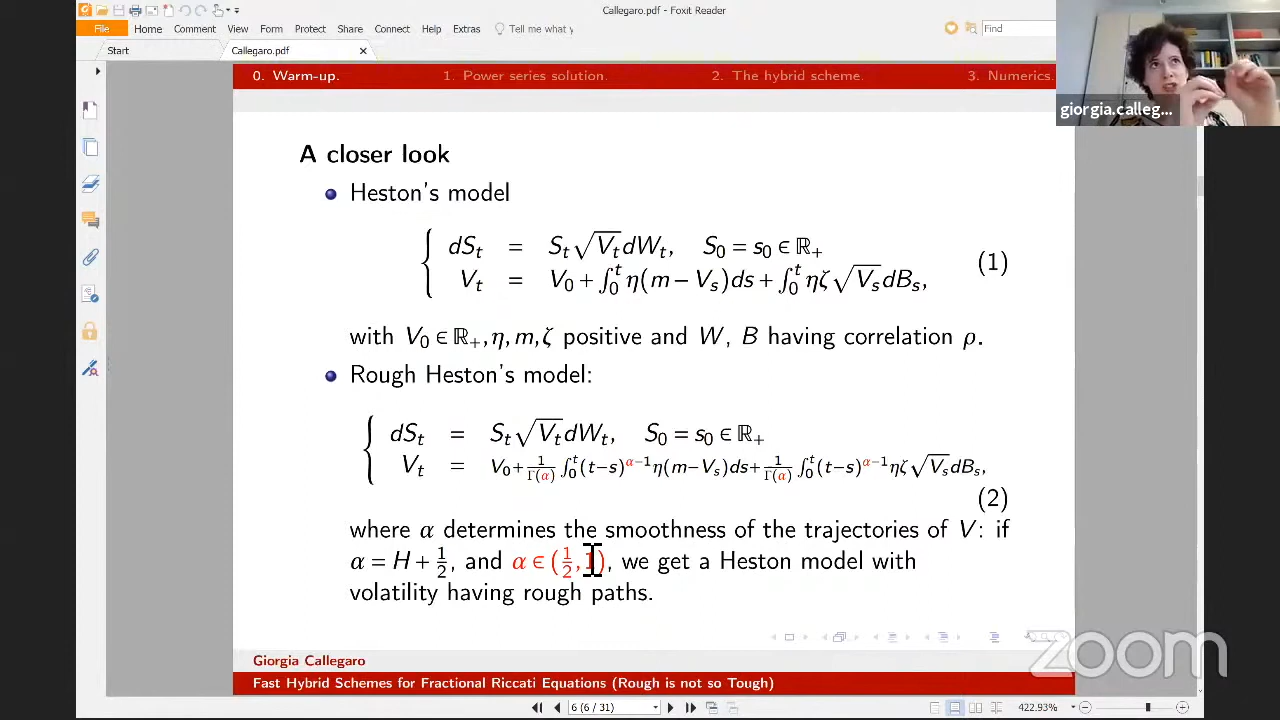 Callegaro.pdf - Foxit Reader
File Home Comment View Form Protect Share Connect Help Extras Tell me what y Find
Start Callegaro.pdf
giorgia.calleg...
0. Warm-up. 1. Power series solution. 2. The hybrid scheme. 3. Numerics.
A closer look
Heston's model
dS_t = S_t √V_t dW_t, S_0 = s_0 ∈ ℝ_+
V_t = V_0 + ∫_0^t η(m − V_s)ds + ∫_0^t ηζ √V_s dB_s,
(1)
with V_0 ∈ ℝ_+, η, m, ζ positive and W, B having correlation ρ.
Rough Heston's model:
dS_t = S_t √V_t dW_t, S_0 = s_0 ∈ ℝ_+
V_t = V_0 + 1/Γ(α) ∫_0^t (t−s)^{α−1} η(m−V_s)ds + 1/Γ(α) ∫_0^t (t−s)^{α−1} ηζ √V_s dB_s,
(2)
where α determines the smoothness of the trajectories of V: if
α = H + 1/2, and α ∈ (1/2, 1), we get a Heston model with
volatility having rough paths.
zoom
Giorgia Callegaro
Fast Hybrid Schemes for Fractional Riccati Equations (Rough is not so Tough)
6 (6 / 31) 422.93%